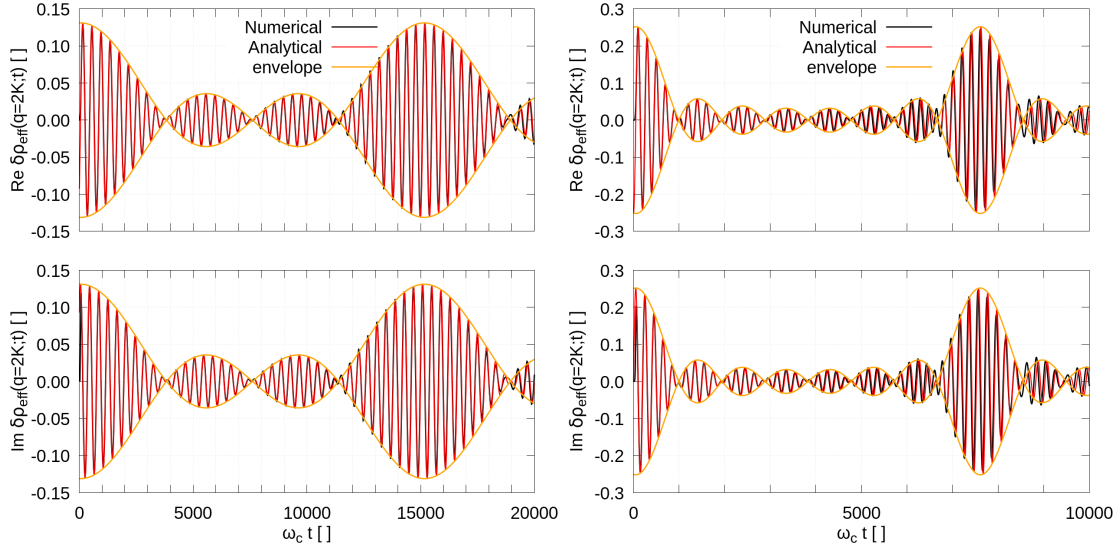 0.15
0.10
0.05
0.00
-0.05
-0.10
-0.15
Re δρeff(q=2K;t) [ ]
Numerical
Analytical
envelope
0.3
0.2
0.1
0.0
-0.1
-0.2
-0.3
Re δρeff(q=2K;t) [ ]
Numerical
Analytical
envelope
0.15
0.10
0.05
0.00
-0.05
-0.10
-0.15
Im δρeff(q=2K;t) [ ]
0 5000 10000 15000 20000
ωc t [ ]
0.3
0.2
0.1
0.0
-0.1
-0.2
-0.3
Im δρeff(q=2K;t) [ ]
0 5000 10000
ωc t [ ]